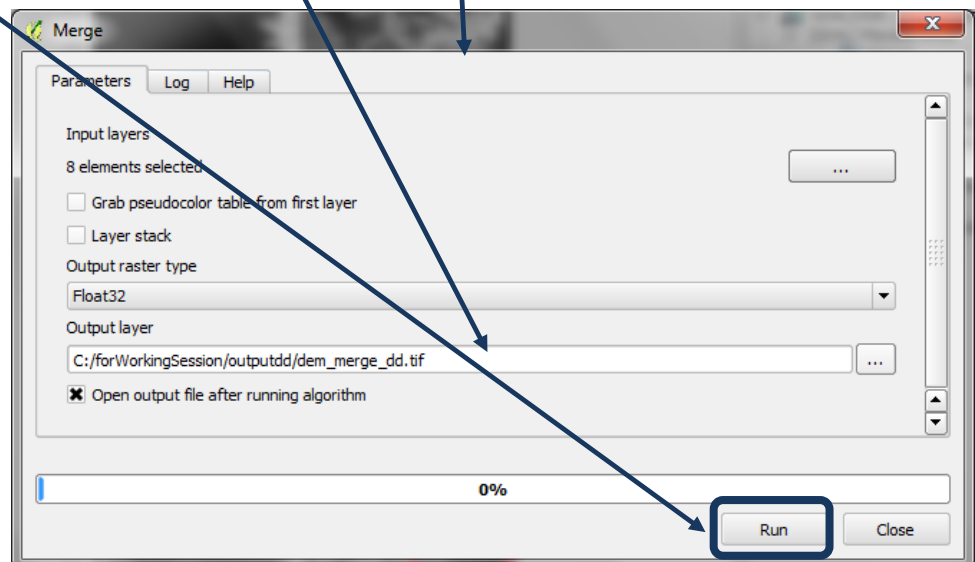 Merge
Parameters Log Help
Input layers
8 elements selected
...
Grab pseudocolor table from first layer
Layer stack
Output raster type
Float32
Output layer
C:/forWorkingSession/outputdd/dem_merge_dd.tif
...
Open output file after running algorithm
0%
Run Close